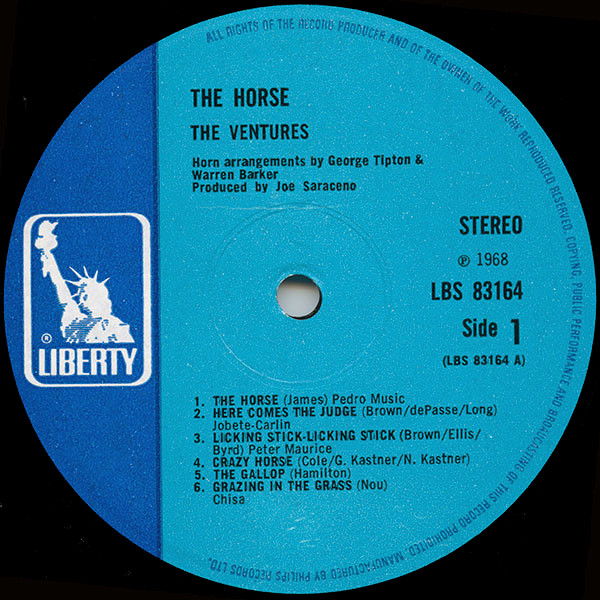 ALL RIGHTS OF THE RECORD PRODUCER AND OF THE OWNER OF THE WORK REPRODUCED RESERVED. COPYING, PUBLIC PERFORMANCE AND BROADCASTING OF THIS RECORD PROHIBITED. MANUFACTURED BY PHILIPS RECORDS LTD.
THE HORSE
THE VENTURES
Horn arrangements by George Tipton &
Warren Barker
Produced by Joe Saraceno
STEREO
℗ 1968
LBS 83164
Side 1
(LBS 83164 A)
®
LIBERTY
1. THE HORSE (James) Pedro Music
2. HERE COMES THE JUDGE (Brown/dePasse/Long)
Jobete-Carlin
3. LICKING STICK-LICKING STICK (Brown/Ellis/
Byrd) Peter Maurice
4. CRAZY HORSE (Cole/G. Kastner/N. Kastner)
5. THE GALLOP (Hamilton)
6. GRAZING IN THE GRASS (Nou)
Chisa